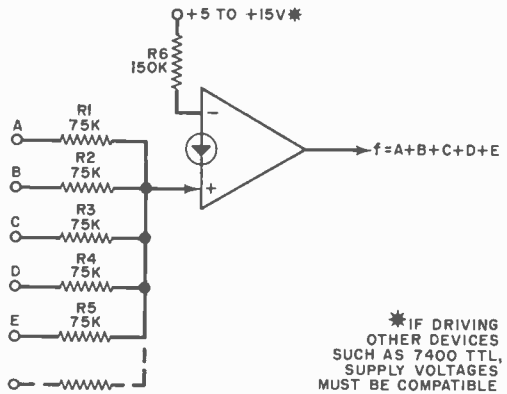 +5 TO +15V✷
R6
150K
R1
A
75K
R2
B
75K
R3
C
75K
R4
D
75K
R5
E
75K
−
+
f=A+B+C+D+E
✷IF DRIVING
OTHER DEVICES
SUCH AS 7400 TTL,
SUPPLY VOLTAGES
MUST BE COMPATIBLE